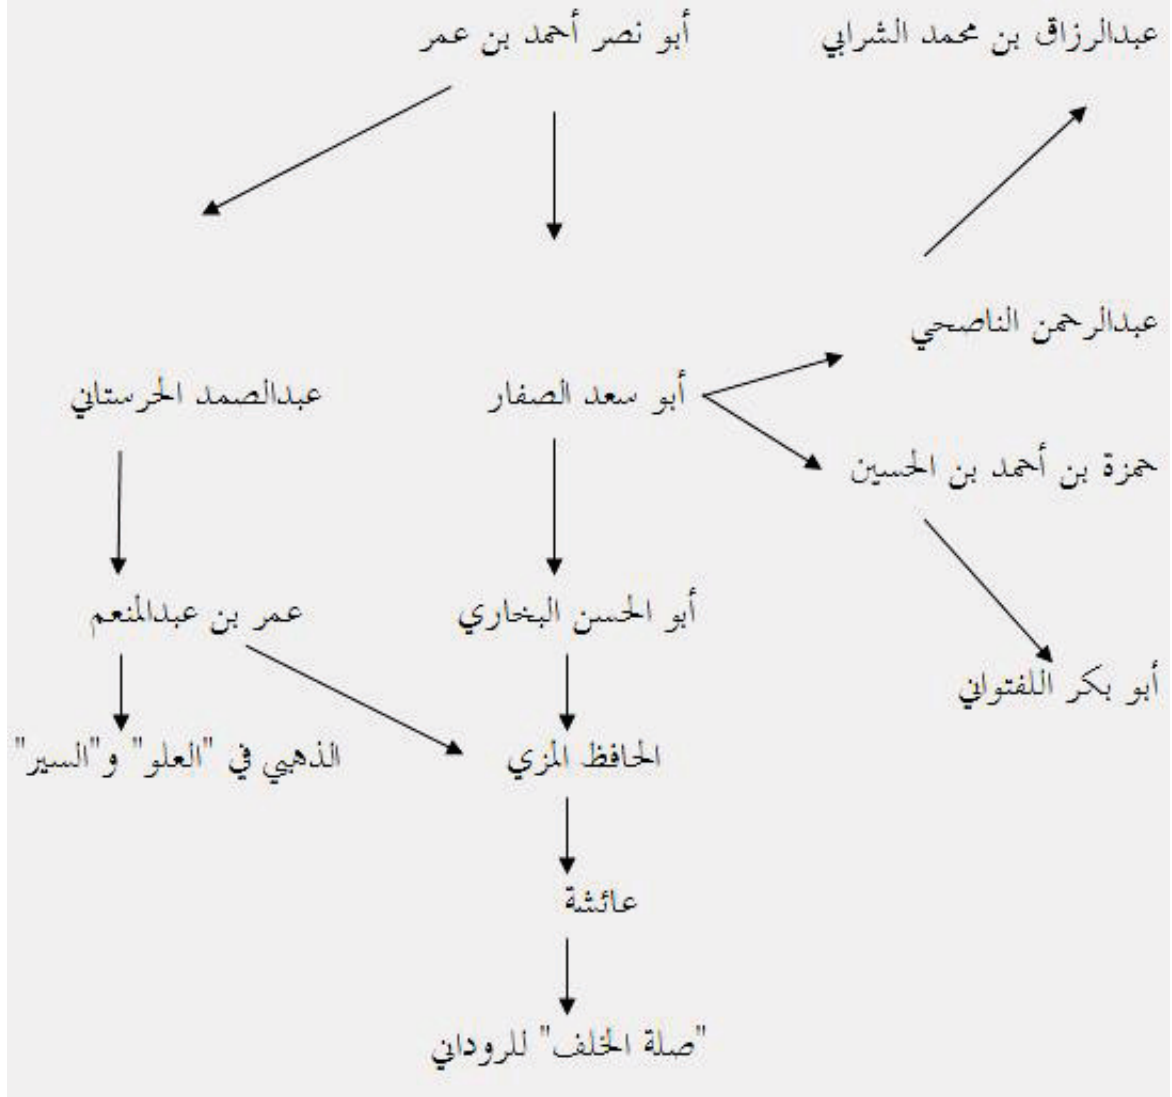 عبدالرزاق بن محمد الشرابي
أبو نصر أحمد بن عمر
عبدالرحمن الناصحي
أبو سعد الصفار
عبدالصمد الحرستاني
حمزة بن أحمد بن الحسين
أبو الحسن البخاري
عمر بن عبدالمنعم
أبو بكر اللفتواني
الحافظ المزي
الذهبي في "العلو" و"السير"
عائشة
"صلة الخلف" للروداني